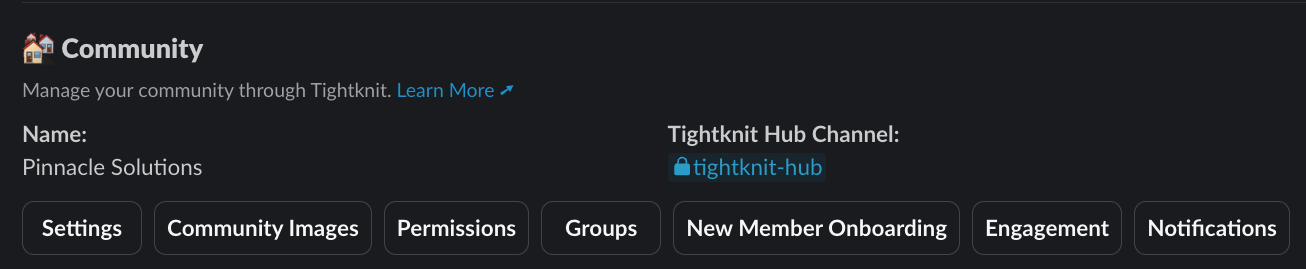 Community
Manage your community through Tightknit. Learn More
Name:
Pinnacle Solutions
Tightknit Hub Channel:
tightknit-hub
Settings
Community Images
Permissions
Groups
New Member Onboarding
Engagement
Notifications